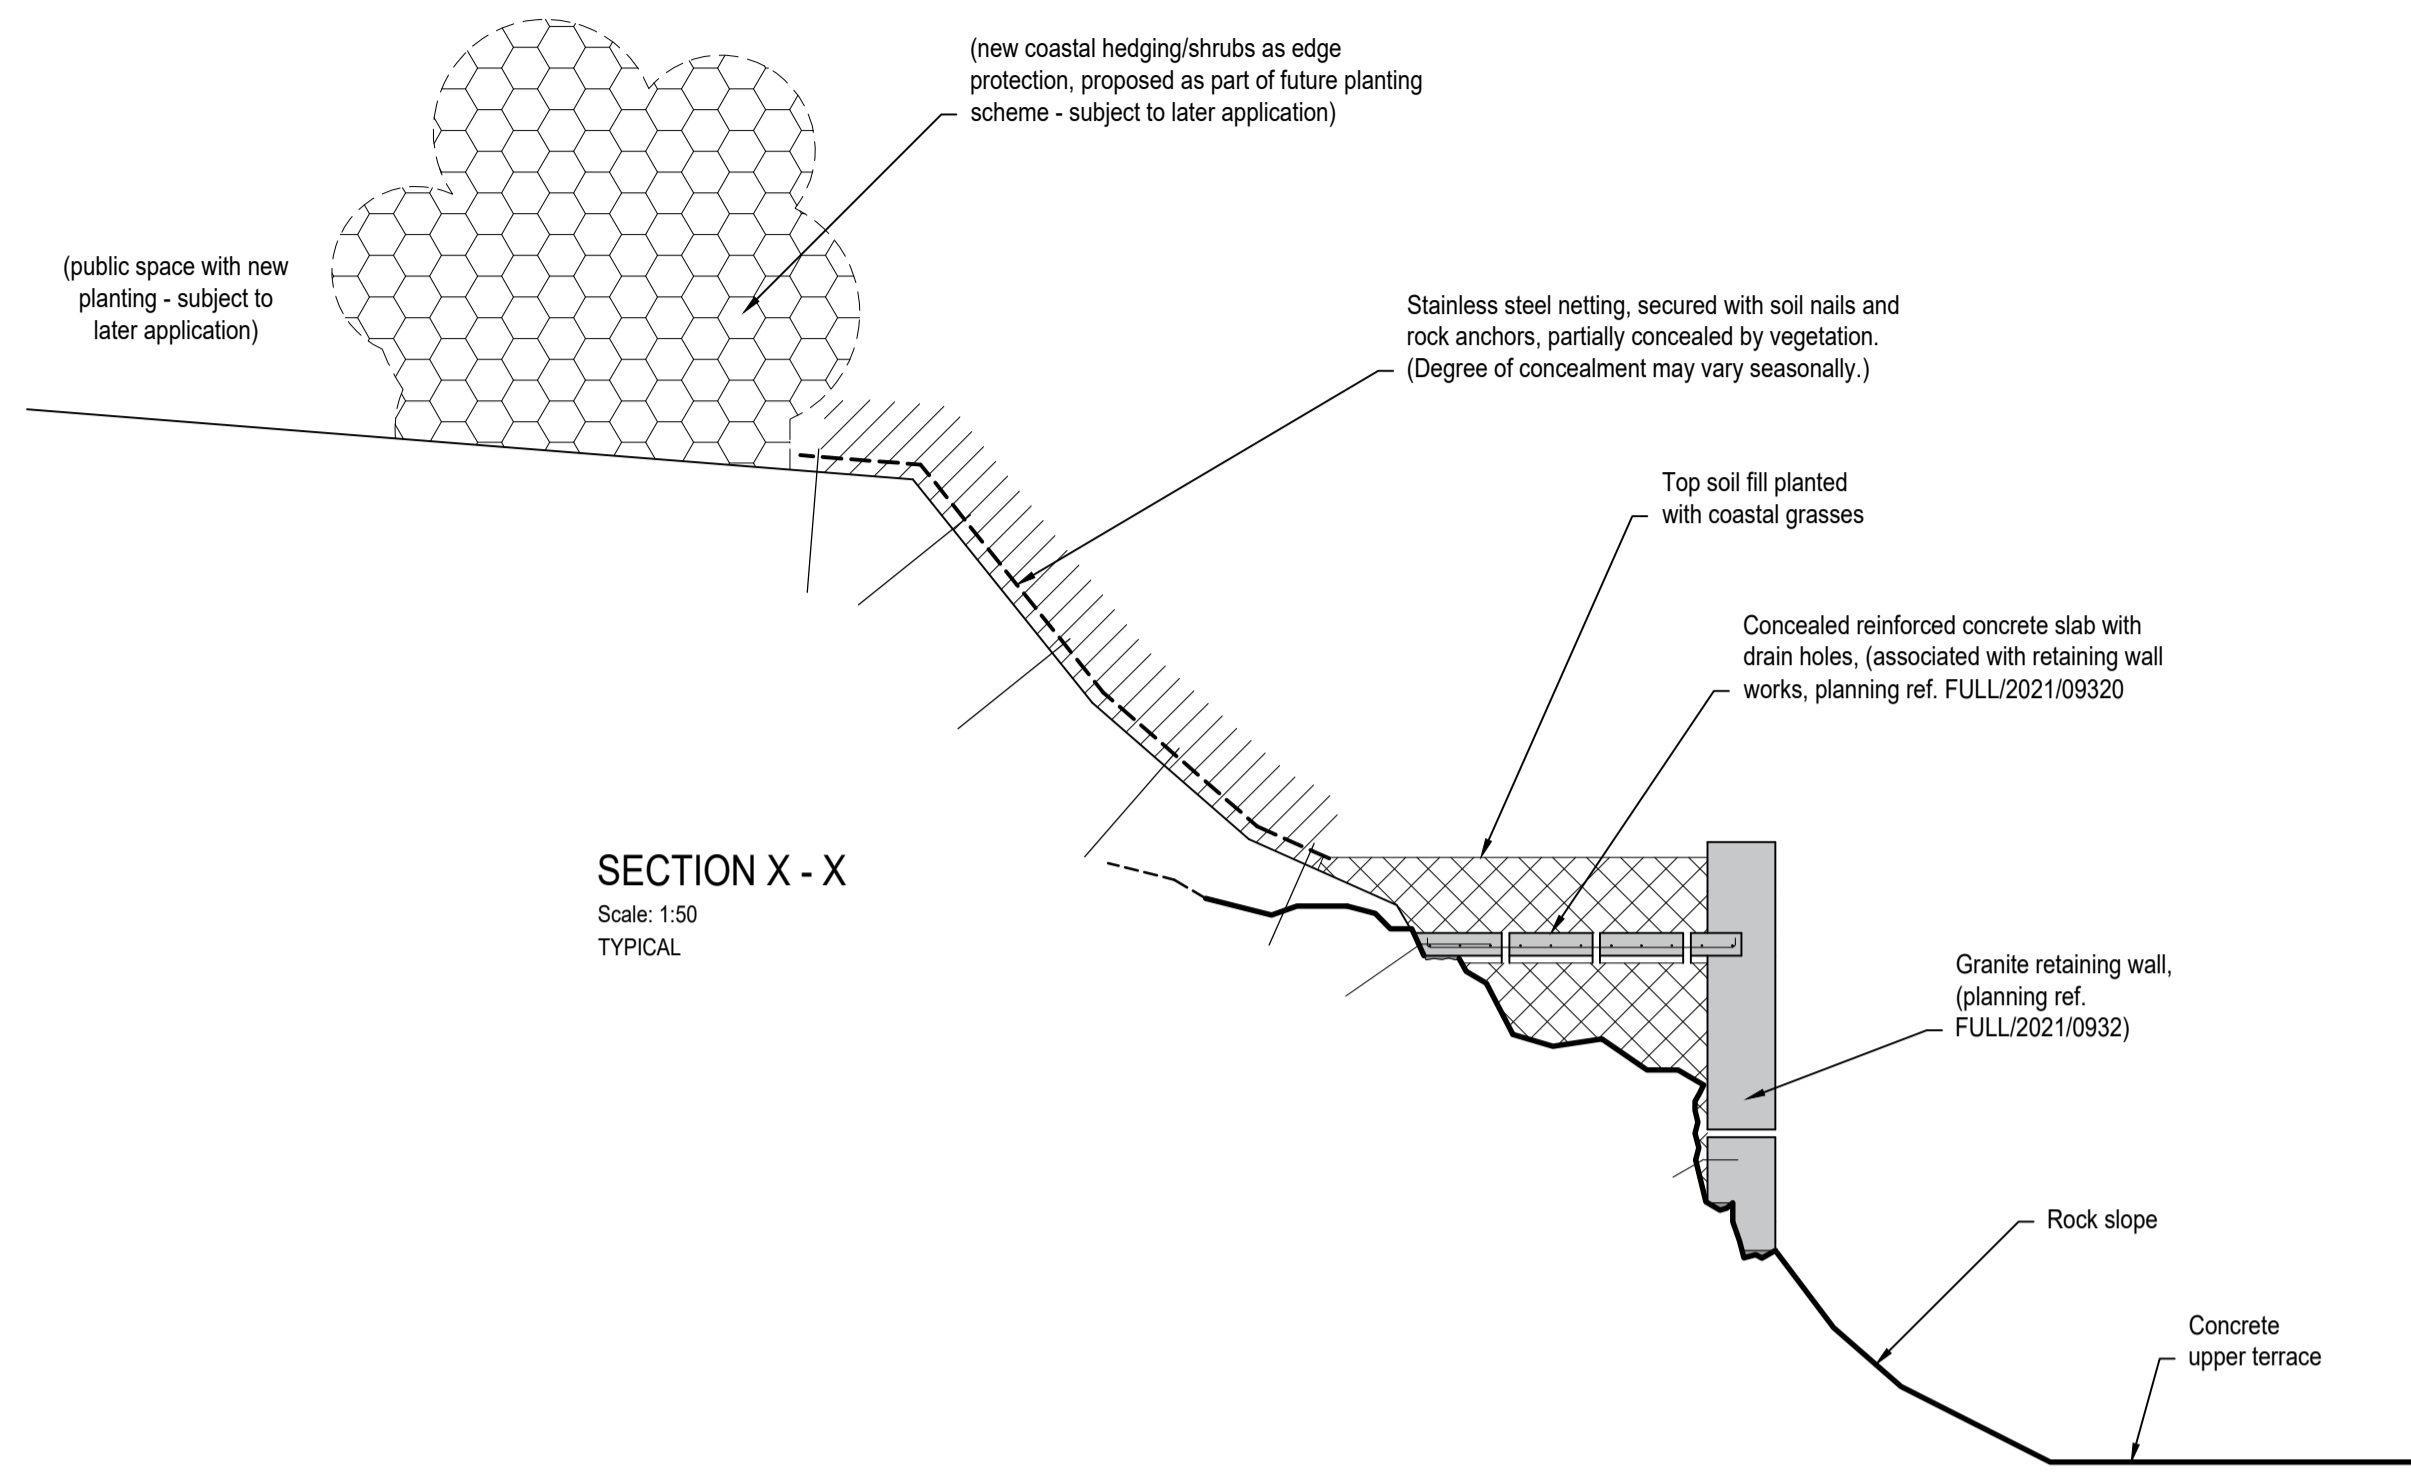 (new coastal hedging/shrubs as edge
protection, proposed as part of future planting
scheme - subject to later application)
(public space with new
planting - subject to
later application)
Stainless steel netting, secured with soil nails and
rock anchors, partially concealed by vegetation.
(Degree of concealment may vary seasonally.)
Top soil fill planted
with coastal grasses
Concealed reinforced concrete slab with
drain holes, (associated with retaining wall
works, planning ref. FULL/2021/09320
SECTION X - X
Scale: 1:50
TYPICAL
Granite retaining wall,
(planning ref.
FULL/2021/0932)
Rock slope
Concrete
upper terrace